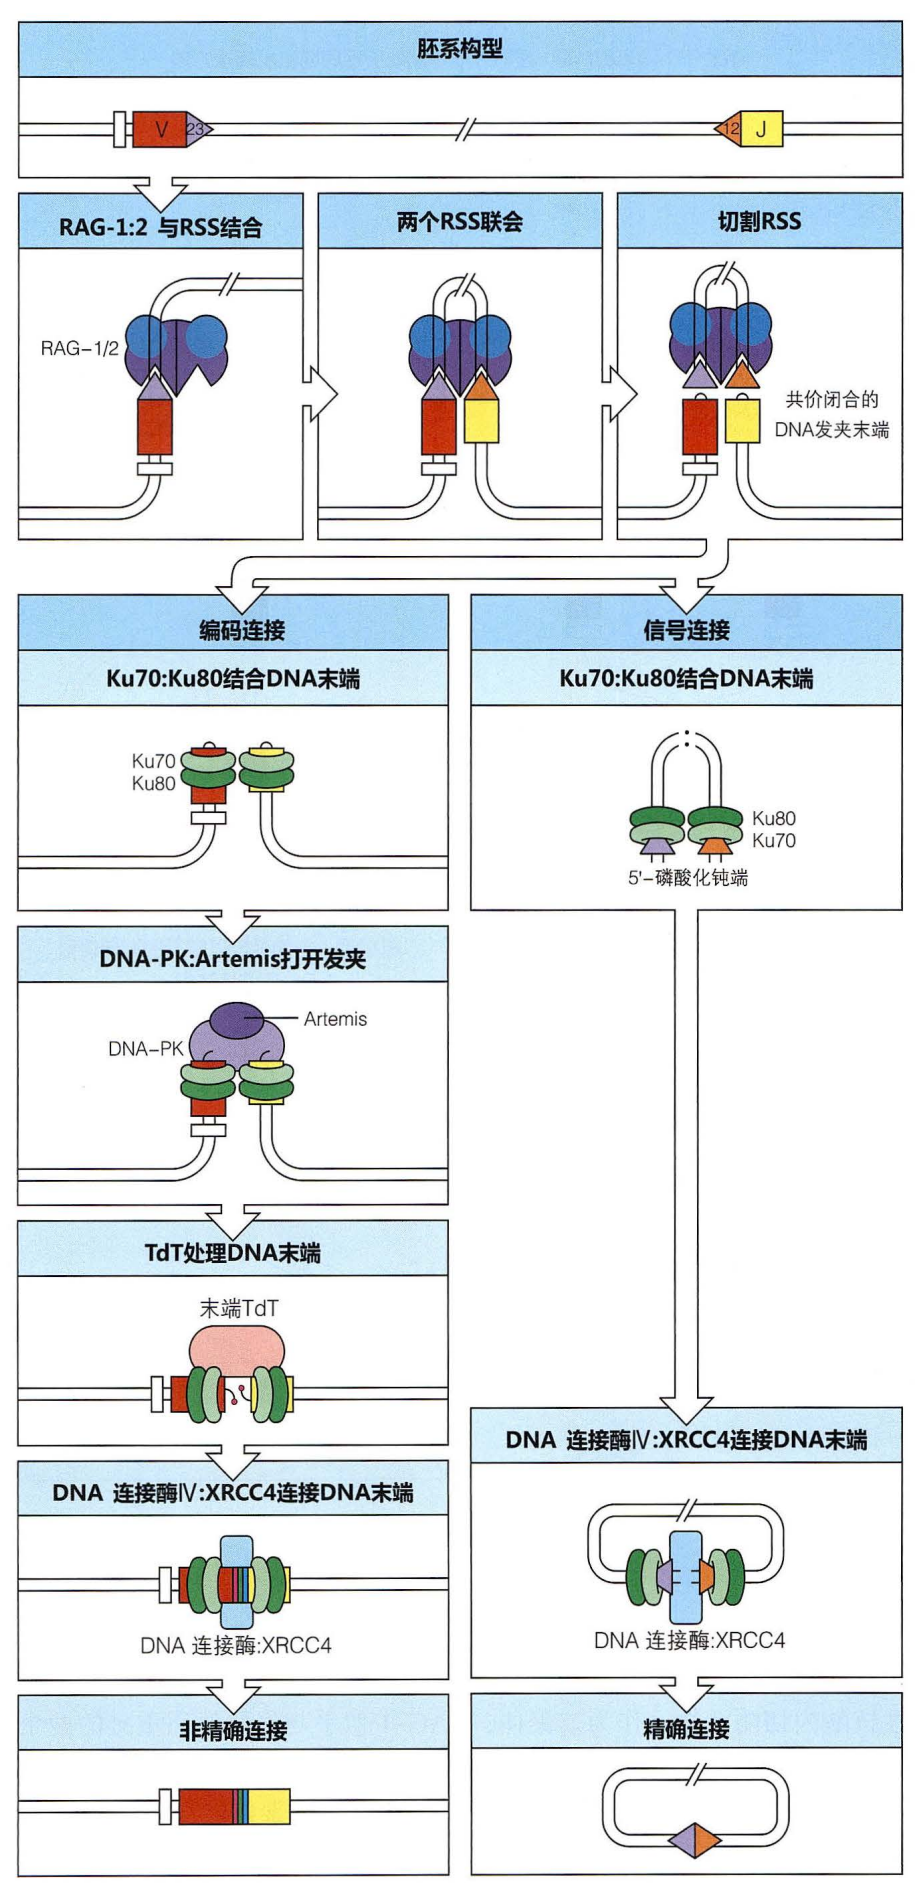 胚系构型
V
23
12
J
RAG-1:2 与RSS结合
RAG-1/2
两个RSS联会
切割RSS
共价闭合的
DNA发夹末端
编码连接
Ku70:Ku80结合DNA末端
Ku70
Ku80
信号连接
Ku70:Ku80结合DNA末端
Ku80
Ku70
5'-磷酸化钝端
DNA-PK:Artemis打开发夹
Artemis
DNA-PK
TdT处理DNA末端
末端TdT
DNA 连接酶Ⅳ:XRCC4连接DNA末端
DNA 连接酶:XRCC4
DNA 连接酶Ⅳ:XRCC4连接DNA末端
DNA 连接酶:XRCC4
非精确连接
精确连接